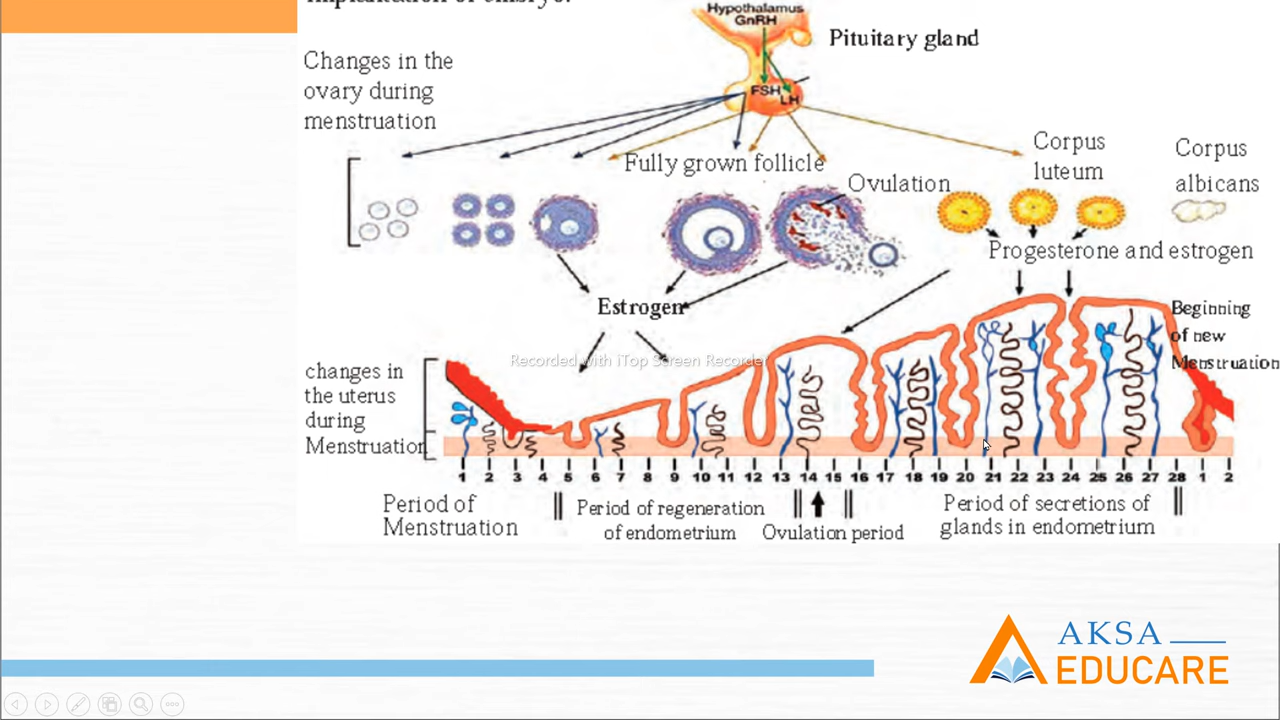 implantation of embryo.
Hypothalamus
GnRH
Pituitary gland
FSH
LH
Changes in the
ovary during
menstruation
Fully grown follicle
Ovulation
Corpus
luteum
Corpus
albicans
Progesterone and estrogen
Estrogen
Recorded with iTop Screen Recorder
Beginning
of new
Menstruation
changes in
the uterus
during
Menstruation
1 2 3 4 5 6 7 8 9 10 11 12 13 14 15 16 17 18 19 20 21 22 23 24 25 26 27 28 1 2
Period of
Menstruation
Period of regeneration
of endometrium
Ovulation period
Period of secretions of
glands in endometrium
AKSA
EDUCARE